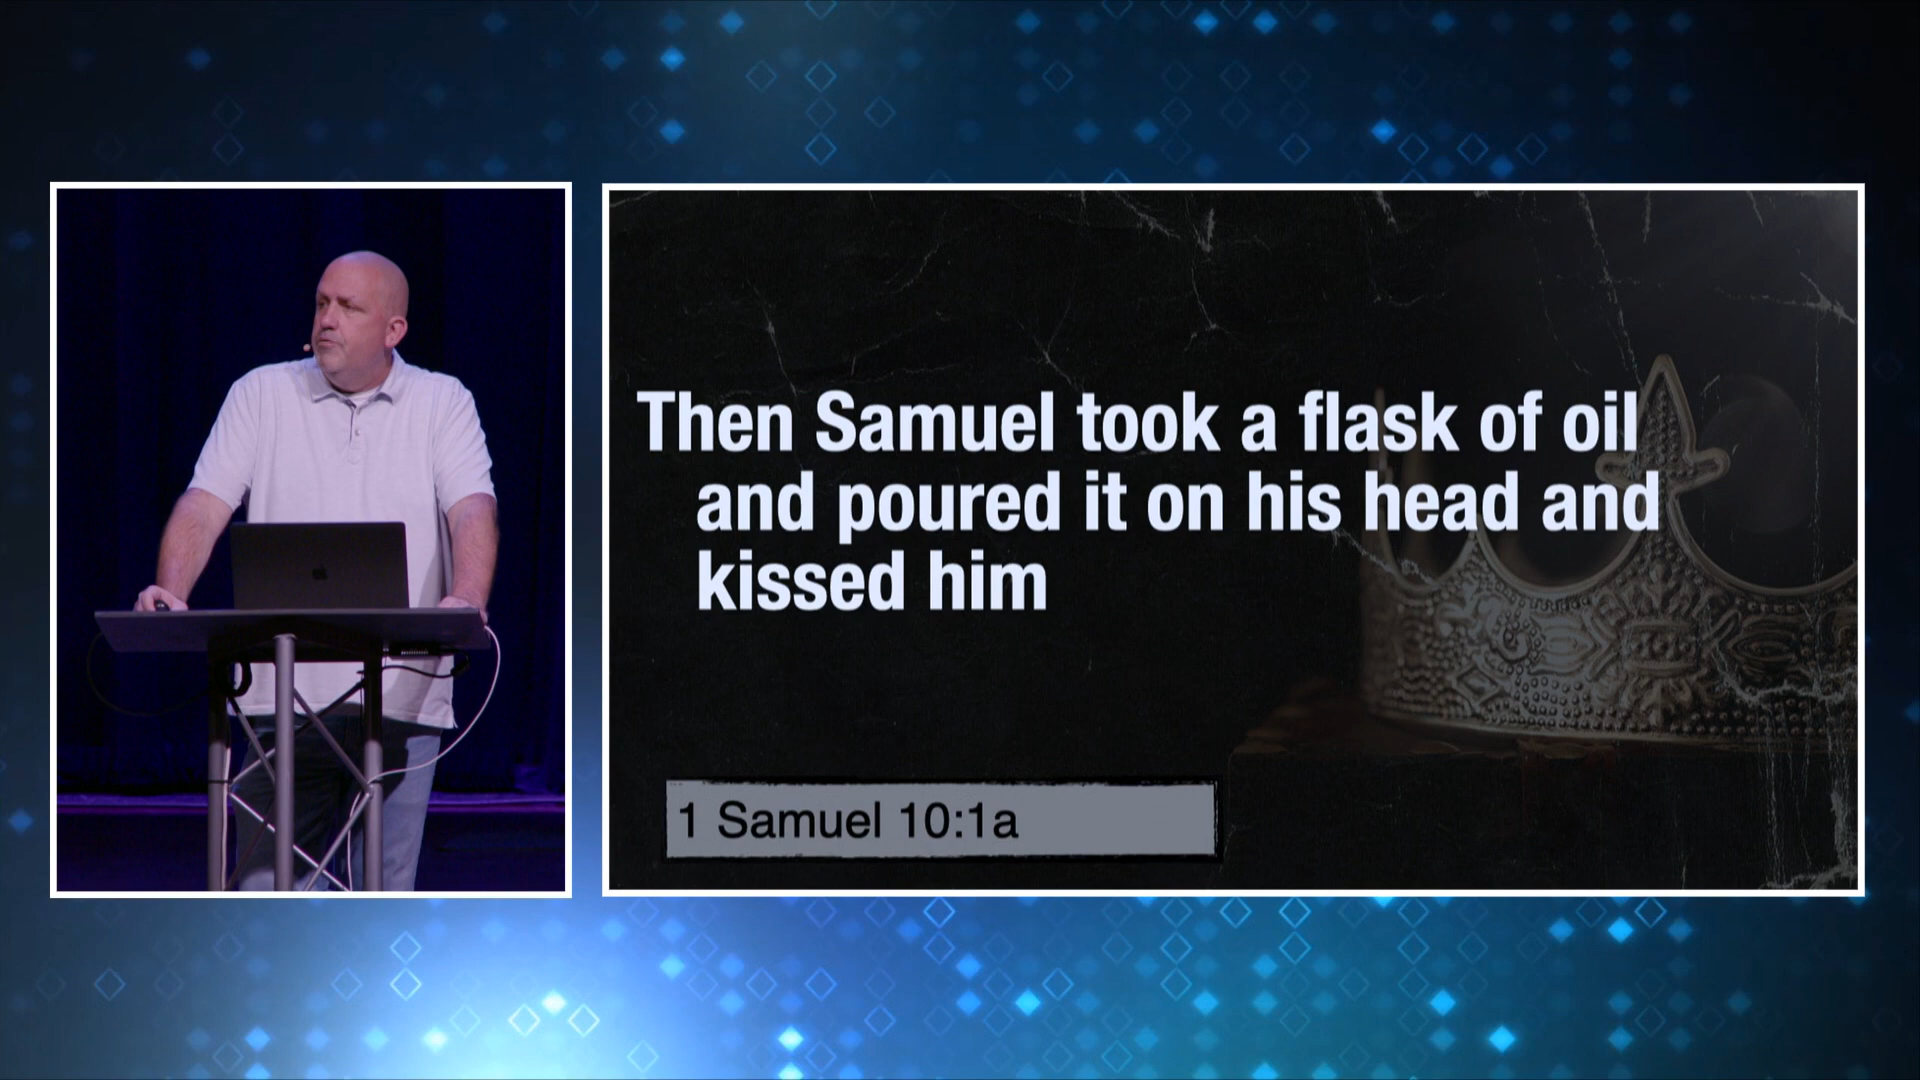 Then Samuel took a flask of oil
and poured it on his head and
kissed him
1 Samuel 10:1a